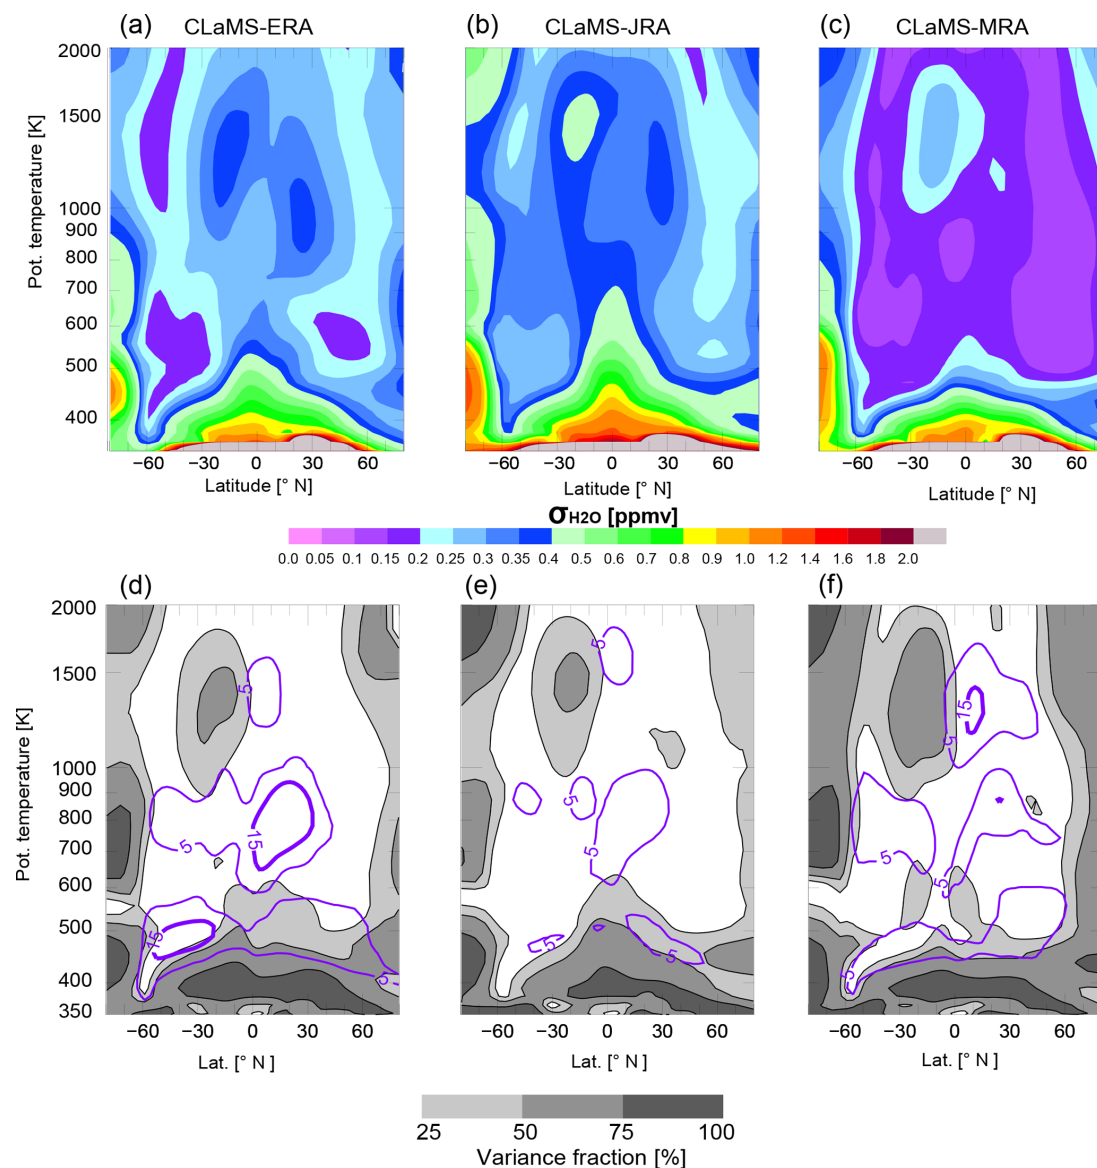 (a) CLaMS-ERA (b) CLaMS-JRA (c) CLaMS-MRA
Pot. temperature [K]
2000
1500
1000
900
800
700
600
500
400
−60 −30 0 30 60 −60 −30 0 30 60 −60 −30 0 30 60
Latitude [° N] Latitude [° N] Latitude [° N]
σH2O [ppmv]
0.0 0.05 0.1 0.15 0.2 0.25 0.3 0.35 0.4 0.5 0.6 0.7 0.8 0.9 1.0 1.2 1.4 1.6 1.8 2.0
(d) (e) (f)
Pot. temperature [K]
2000
1500
1000
900
800
700
600
500
400
350
5 5 15 5 15 5
5 5 5 5 5
15 5 5 5 5
−60 −30 0 30 60 −60 −30 0 30 60 −60 −30 0 30 60
Lat. [° N ] Lat. [° N ] Lat. [° N ]
25 50 75 100
Variance fraction [%]